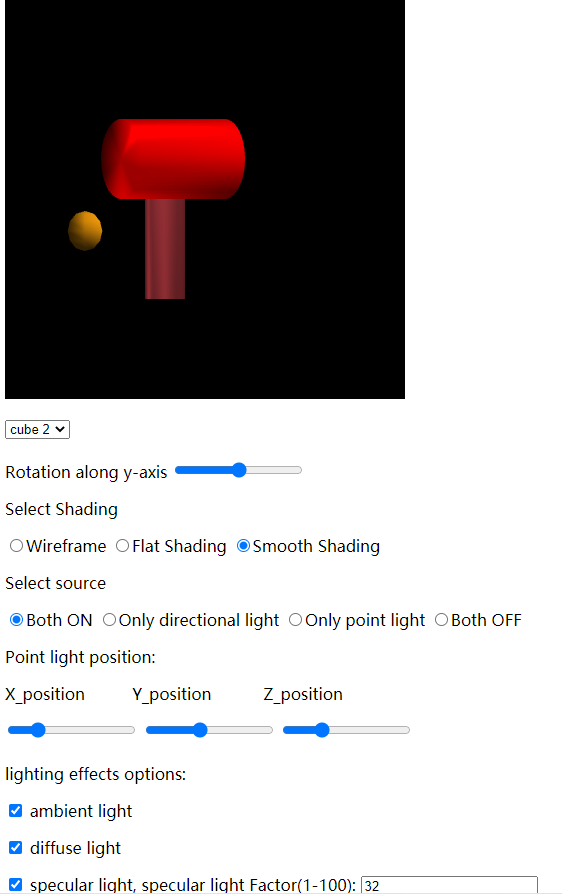 cube 2
Rotation along y-axis
Select Shading
Wireframe Flat Shading Smooth Shading
Select source
Both ON Only directional light Only point light Both OFF
Point light position:
X_position Y_position Z_position
lighting effects options:
ambient light
diffuse light
specular light, specular light Factor(1-100): 32